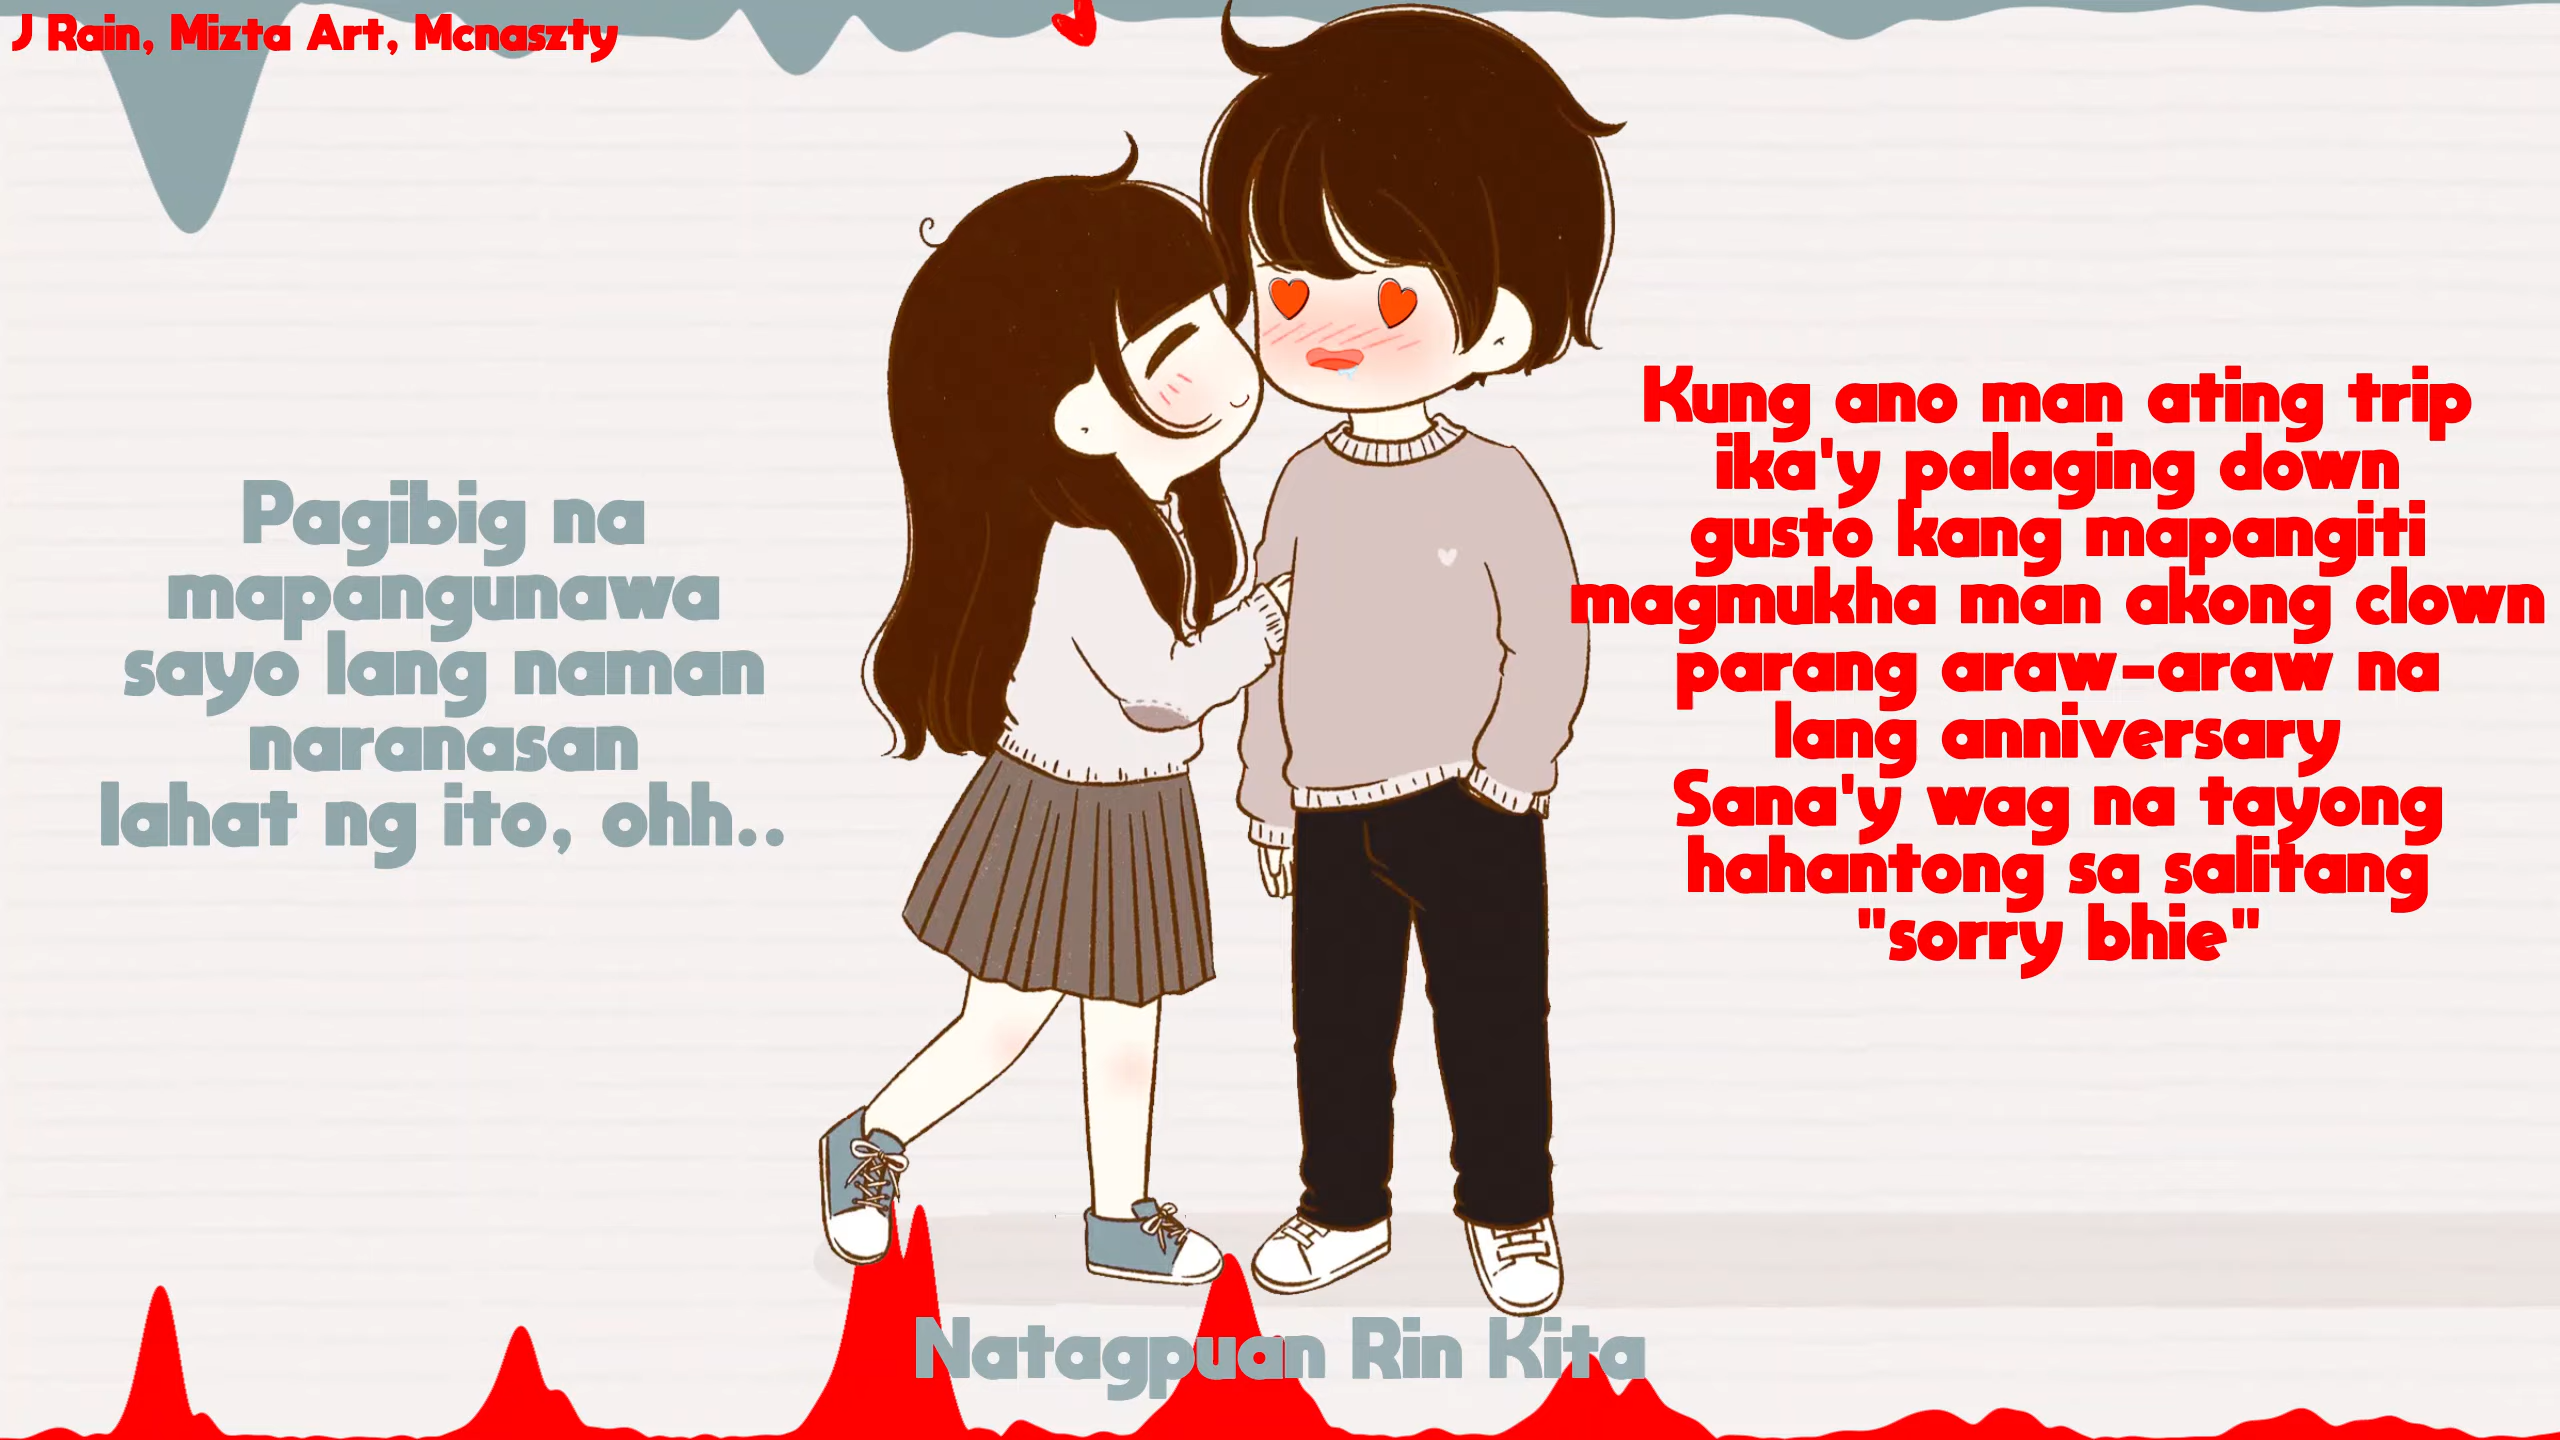 J Rain, Mizta Art, Mcnaszty
Pagibig na
mapangunawa
sayo lang naman
naranasan
lahat ng ito, ohh..
Kung ano man ating trip
ika'y palaging down
gusto kang mapangiti
magmukha man akong clown
parang araw-araw na
lang anniversary
Sana'y wag na tayong
hahantong sa salitang
"sorry bhie"
Natagpuan Rin Kita